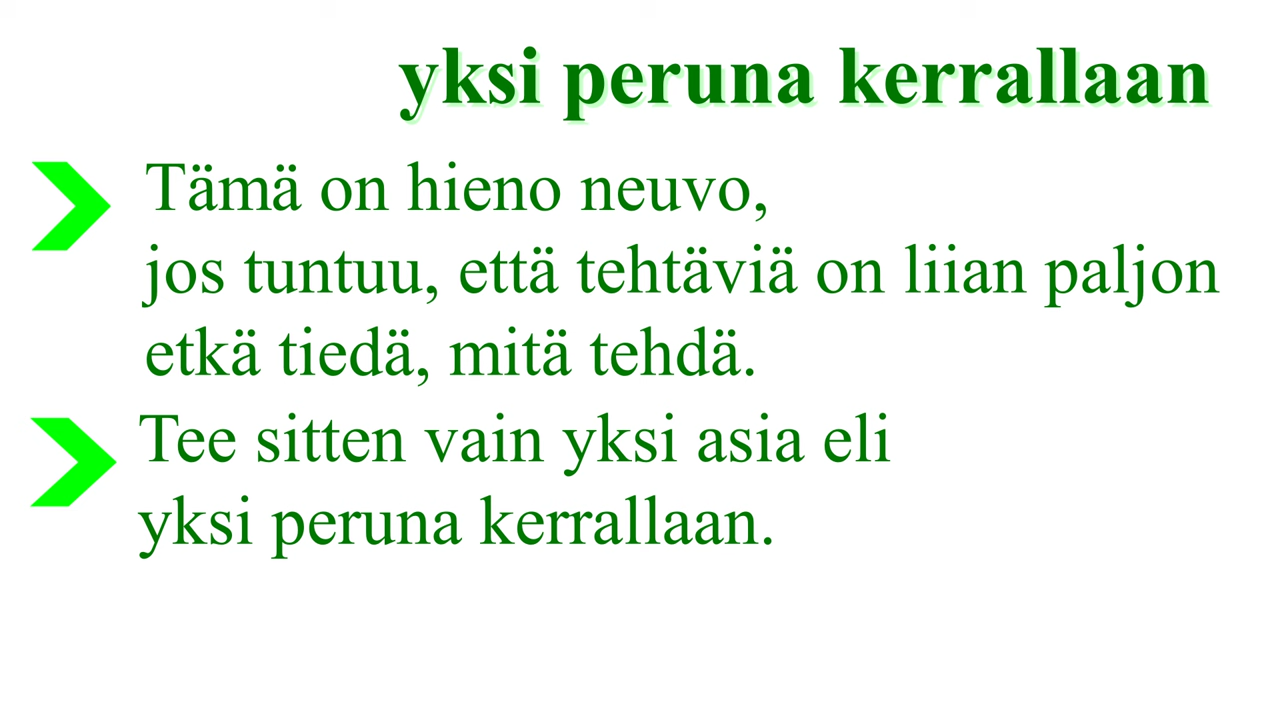 yksi peruna kerrallaan
Tämä on hieno neuvo,
jos tuntuu, että tehtäviä on liian paljon
etkä tiedä, mitä tehdä.
Tee sitten vain yksi asia eli
yksi peruna kerrallaan.